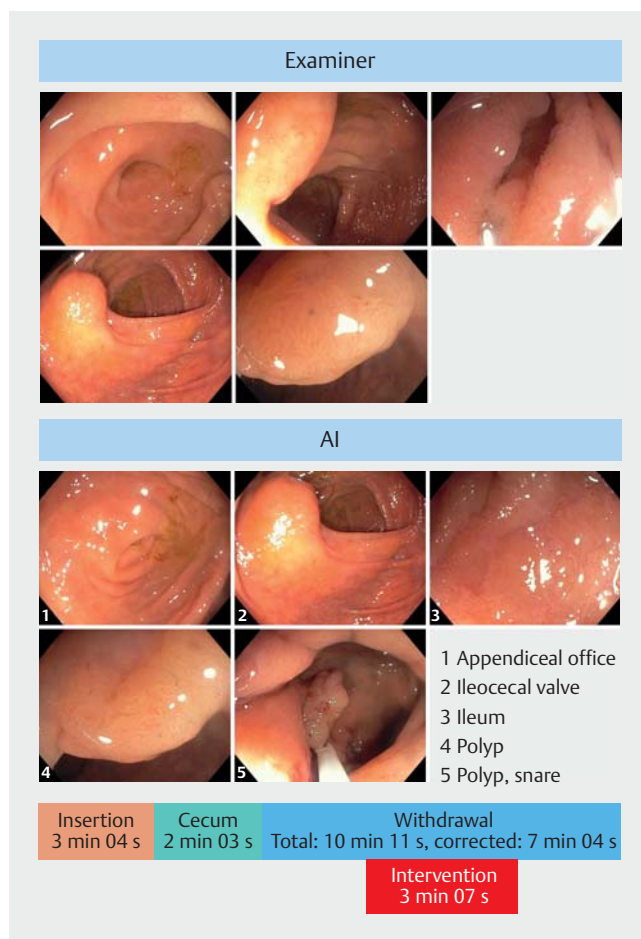 Examiner
AI
1
2
3
4
5
1 Appendiceal office
2 Ileocecal valve
3 Ileum
4 Polyp
5 Polyp, snare
Insertion
3 min 04 s
Cecum
2 min 03 s
Withdrawal
Total: 10 min 11 s, corrected: 7 min 04 s
Intervention
3 min 07 s